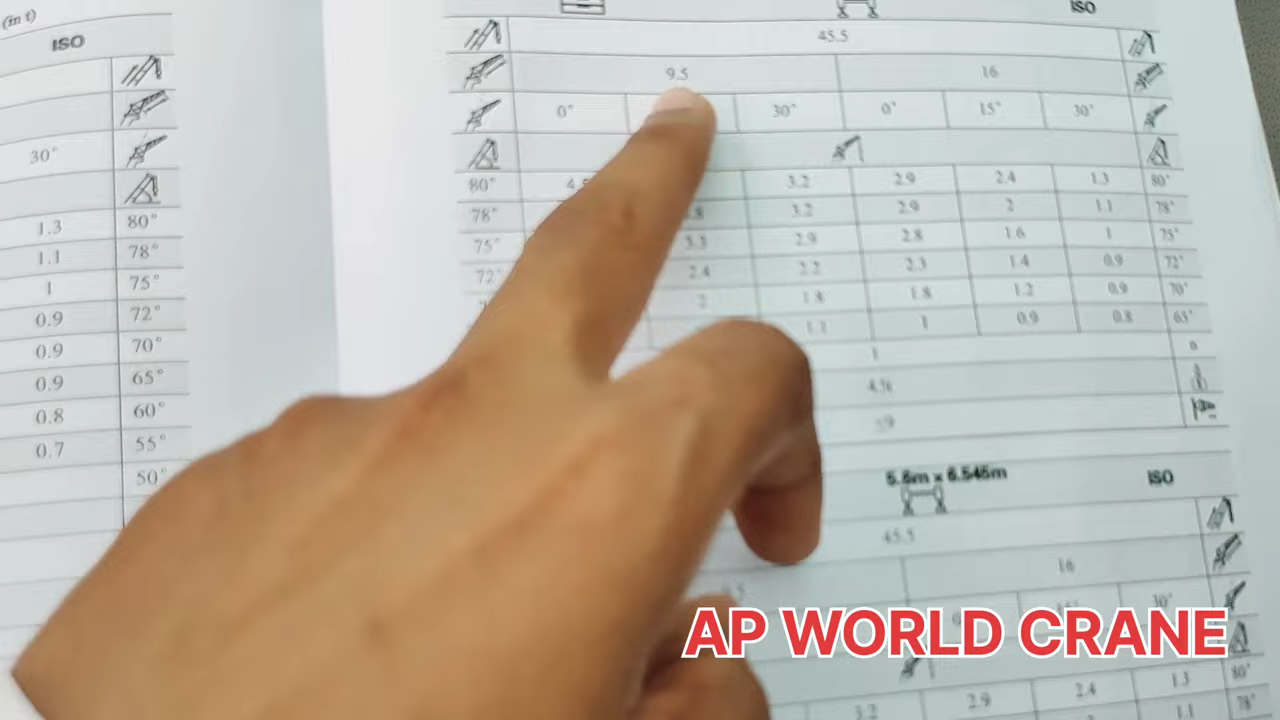 (in t)
ISO
30°
1.3 80°
1.1 78°
1 75°
0.9 72°
0.9 70°
0.9 65°
0.8 60°
0.7 55°
50°
ISO
45.5
9.5 16
0° 30° 0° 15° 30°
80° 3.2 2.9 2.4 1.3 80°
78° 3.2 2.9 2 1.1 78°
75° 3.3 2.9 2.8 1.6 1 75°
72° 2.4 2.2 2.3 1.4 0.9 72°
2 1.8 1.8 1.2 0.9 70°
1.1 1 0.9 0.8 65°
1 n
59
5.6m x 6.545m ISO
45.5
16
30°
AP WORLD CRANE
80°
2.9 2.4 1.3
3.2 1.1 78°